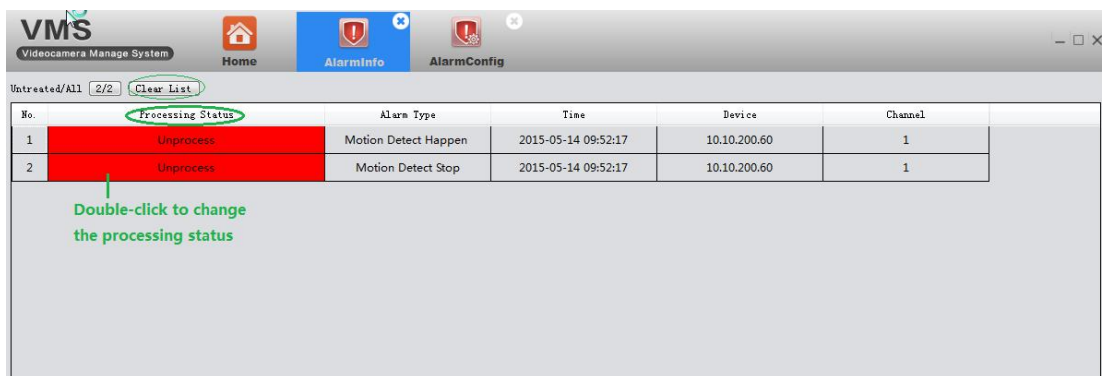 VMS
Videocamera Manage System
Home
AlarmInfo
AlarmConfig
Untreated/All 2/2 Clear List
No. Processing Status Alarm Type Time Device Channel
1 Unprocess Motion Detect Happen 2015-05-14 09:52:17 10.10.200.60 1
2 Unprocess Motion Detect Stop 2015-05-14 09:52:17 10.10.200.60 1
Double-click to change
the processing status